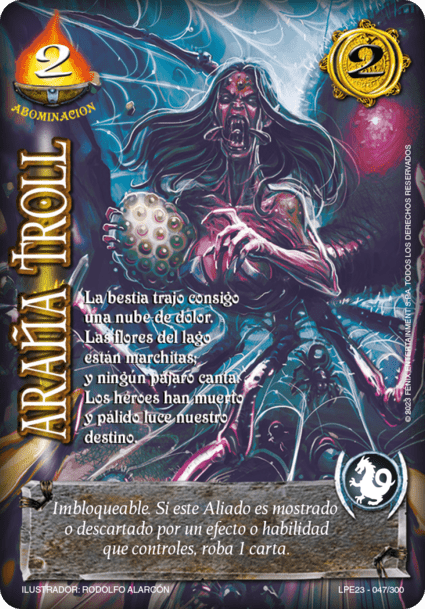 2
2
ABOMINACION
ARAÑA TROLL
La bestia trajo consigo
una nube de dolor.
Las flores del lago
están marchitas,
y ningún pájaro canta.
Los héroes han muerto
y pálido luce nuestro
destino.
© 2023 FENIX ENTERTAINMENT S.P.A. TODOS LOS DERECHOS RESERVADOS
Imbloqueable. Si este Aliado es mostrado
o descartado por un efecto o habilidad
que controles, roba 1 carta.
ILUSTRADOR: RODOLFO ALARCÓN
LPE23 - 047/300